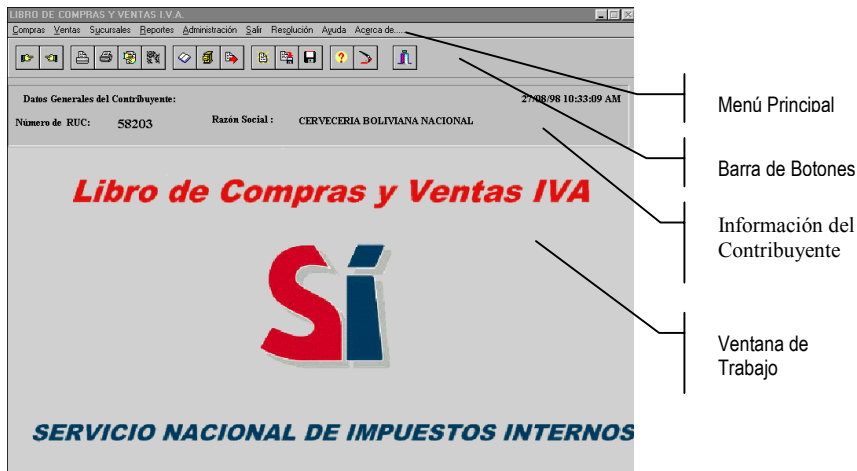 LIBRO DE COMPRAS Y VENTAS I.V.A.
Compras Ventas Sucursales Reportes Administración Salir Resolución Ayuda Acerca de.....
Datos Generales del Contribuyente:
27/08/98 10:33:09 AM
Número de RUC: 58203 Razón Social : CERVECERIA BOLIVIANA NACIONAL
Libro de Compras y Ventas IVA
Sí
SERVICIO NACIONAL DE IMPUESTOS INTERNOS
Menú Principal
Barra de Botones
Información del
Contribuyente
Ventana de
Trabajo